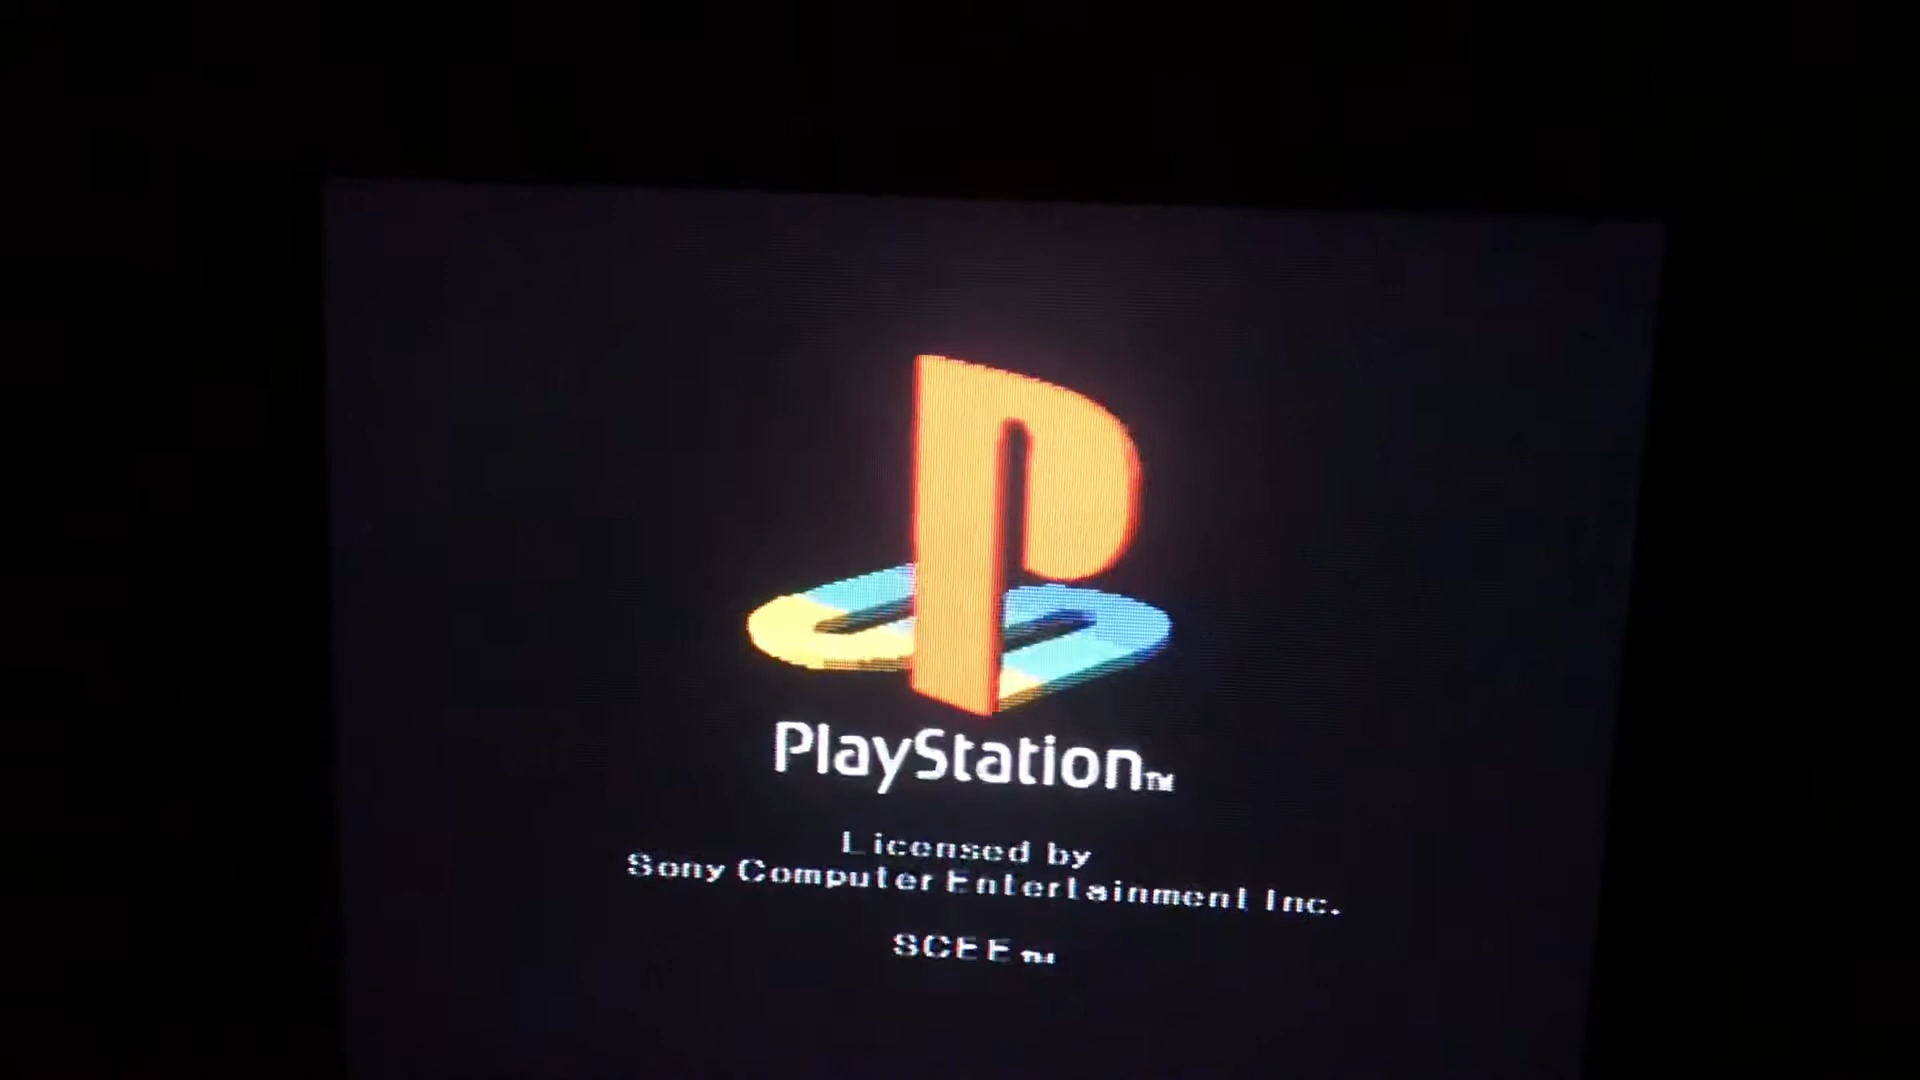 PlayStation™
Licensed by
Sony Computer Entertainment Inc.
SCEE™